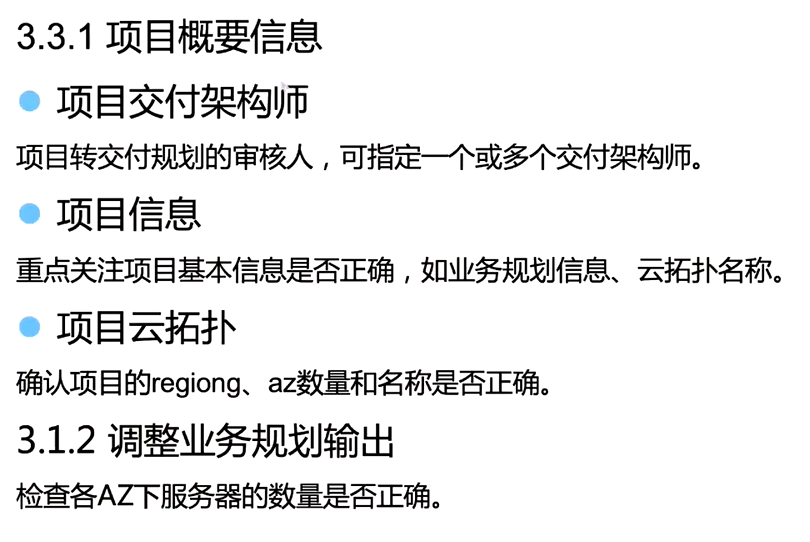 3.3.1 项目概要信息
项目交付架构师
项目转交付规划的审核人，可指定一个或多个交付架构师。
项目信息
重点关注项目基本信息是否正确，如业务规划信息、云拓扑名称。
项目云拓扑
确认项目的regiong、az数量和名称是否正确。
3.1.2 调整业务规划输出
检查各AZ下服务器的数量是否正确。